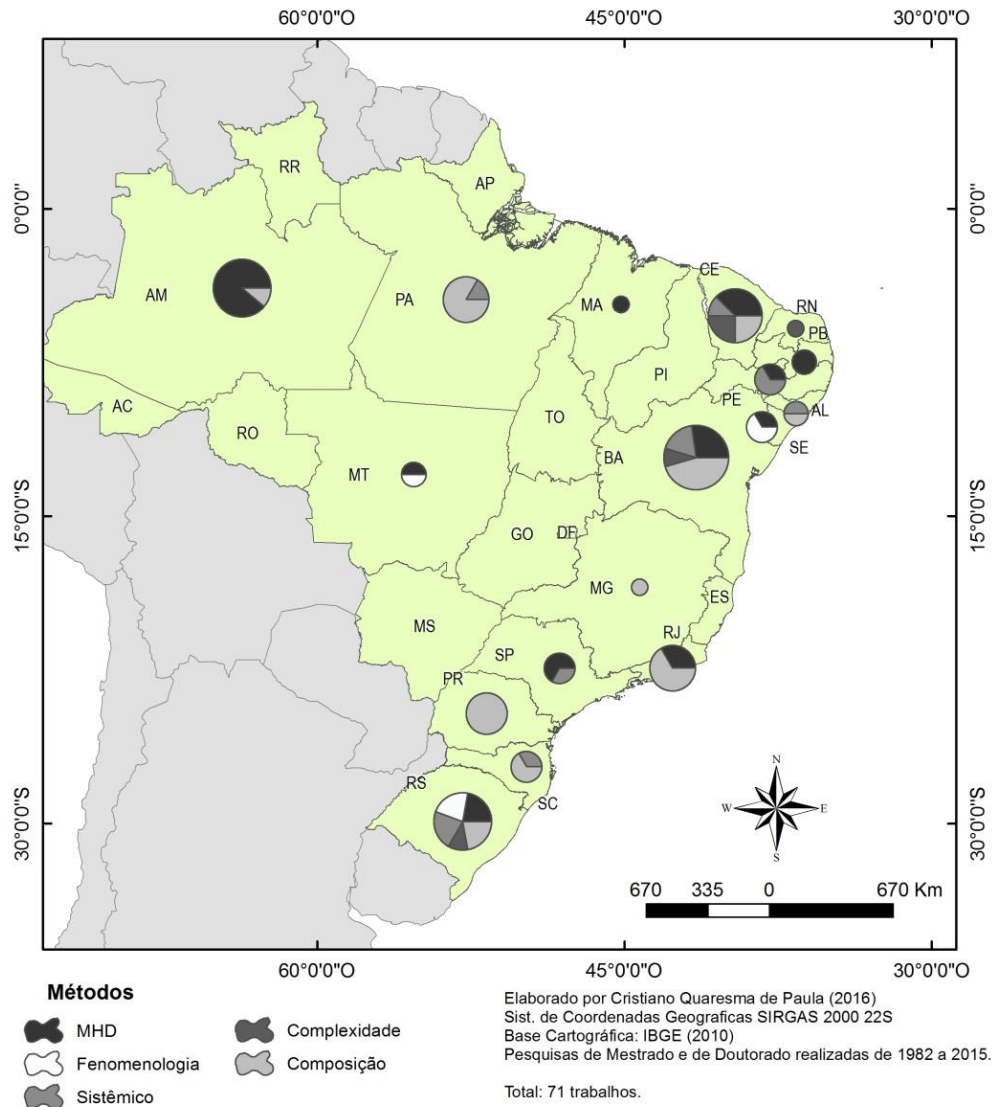 60°0'0"O 45°0'0"O 30°0'0"O
0°0'0" 0°0'0"
15°0'0"S 15°0'0"S
30°0'0"S 30°0'0"S
RR
AP
AM
PA
MA
CE
RN
PB
PI
AC
TO
PE
AL
RO
SE
MT
BA
GO
DF
MG
ES
MS
RJ
SP
PR
RS
SC
N
W E
S
670 335 0 670 Km
60°0'0"O 45°0'0"O 30°0'0"O
Métodos
MHD
Fenomenologia
Sistêmico
Complexidade
Composição
Elaborado por Cristiano Quaresma de Paula (2016)
Sist. de Coordenadas Geograficas SIRGAS 2000 22S
Base Cartográfica: IBGE (2010)
Pesquisas de Mestrado e de Doutorado realizadas de 1982 a 2015.
Total: 71 trabalhos.